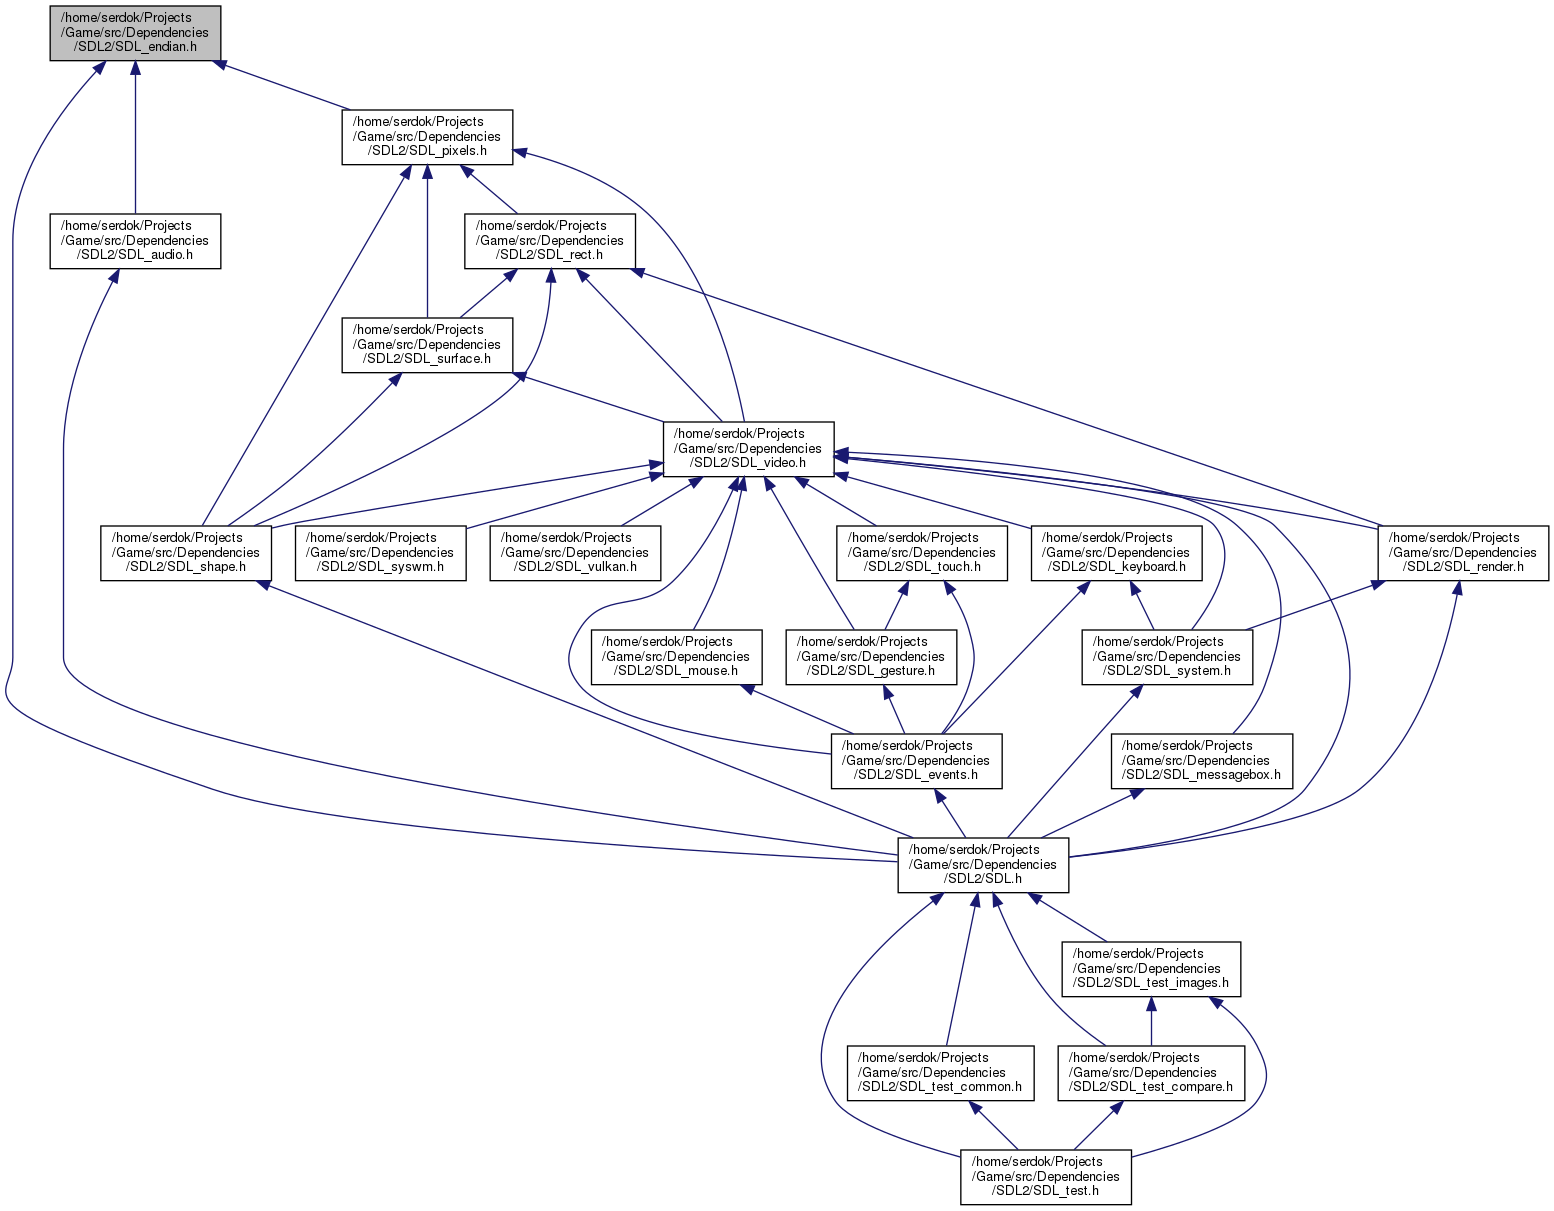 /home/serdok/Projects
/Game/src/Dependencies
/SDL2/SDL_endian.h
/home/serdok/Projects
/Game/src/Dependencies
/SDL2/SDL_pixels.h
/home/serdok/Projects
/Game/src/Dependencies
/SDL2/SDL_audio.h
/home/serdok/Projects
/Game/src/Dependencies
/SDL2/SDL_rect.h
/home/serdok/Projects
/Game/src/Dependencies
/SDL2/SDL_surface.h
/home/serdok/Projects
/Game/src/Dependencies
/SDL2/SDL_video.h
/home/serdok/Projects
/Game/src/Dependencies
/SDL2/SDL_shape.h
/home/serdok/Projects
/Game/src/Dependencies
/SDL2/SDL_syswm.h
/home/serdok/Projects
/Game/src/Dependencies
/SDL2/SDL_vulkan.h
/home/serdok/Projects
/Game/src/Dependencies
/SDL2/SDL_touch.h
/home/serdok/Projects
/Game/src/Dependencies
/SDL2/SDL_keyboard.h
/home/serdok/Projects
/Game/src/Dependencies
/SDL2/SDL_render.h
/home/serdok/Projects
/Game/src/Dependencies
/SDL2/SDL_mouse.h
/home/serdok/Projects
/Game/src/Dependencies
/SDL2/SDL_gesture.h
/home/serdok/Projects
/Game/src/Dependencies
/SDL2/SDL_system.h
/home/serdok/Projects
/Game/src/Dependencies
/SDL2/SDL_events.h
/home/serdok/Projects
/Game/src/Dependencies
/SDL2/SDL_messagebox.h
/home/serdok/Projects
/Game/src/Dependencies
/SDL2/SDL.h
/home/serdok/Projects
/Game/src/Dependencies
/SDL2/SDL_test_images.h
/home/serdok/Projects
/Game/src/Dependencies
/SDL2/SDL_test_common.h
/home/serdok/Projects
/Game/src/Dependencies
/SDL2/SDL_test_compare.h
/home/serdok/Projects
/Game/src/Dependencies
/SDL2/SDL_test.h